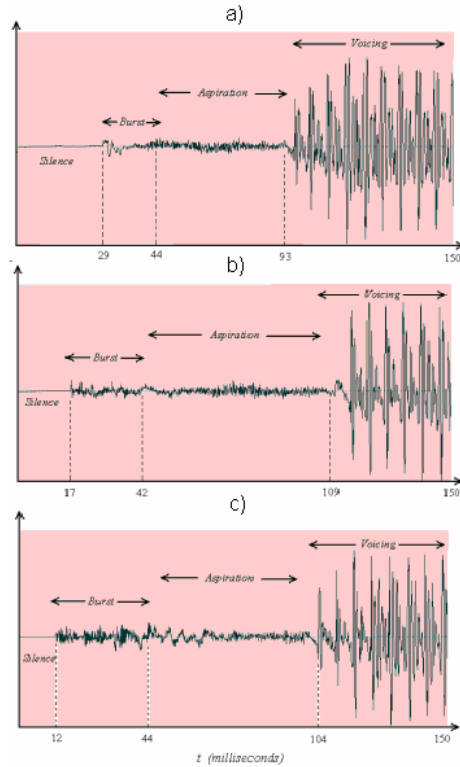 a)
Voicing
Aspiration
Burst
Silence
29 44 93 150
b)
Voicing
Aspiration
Burst
Silence
17 42 109 150
c)
Voicing
Aspiration
Burst
Silence
12 44 104 150
t (milliseconds)